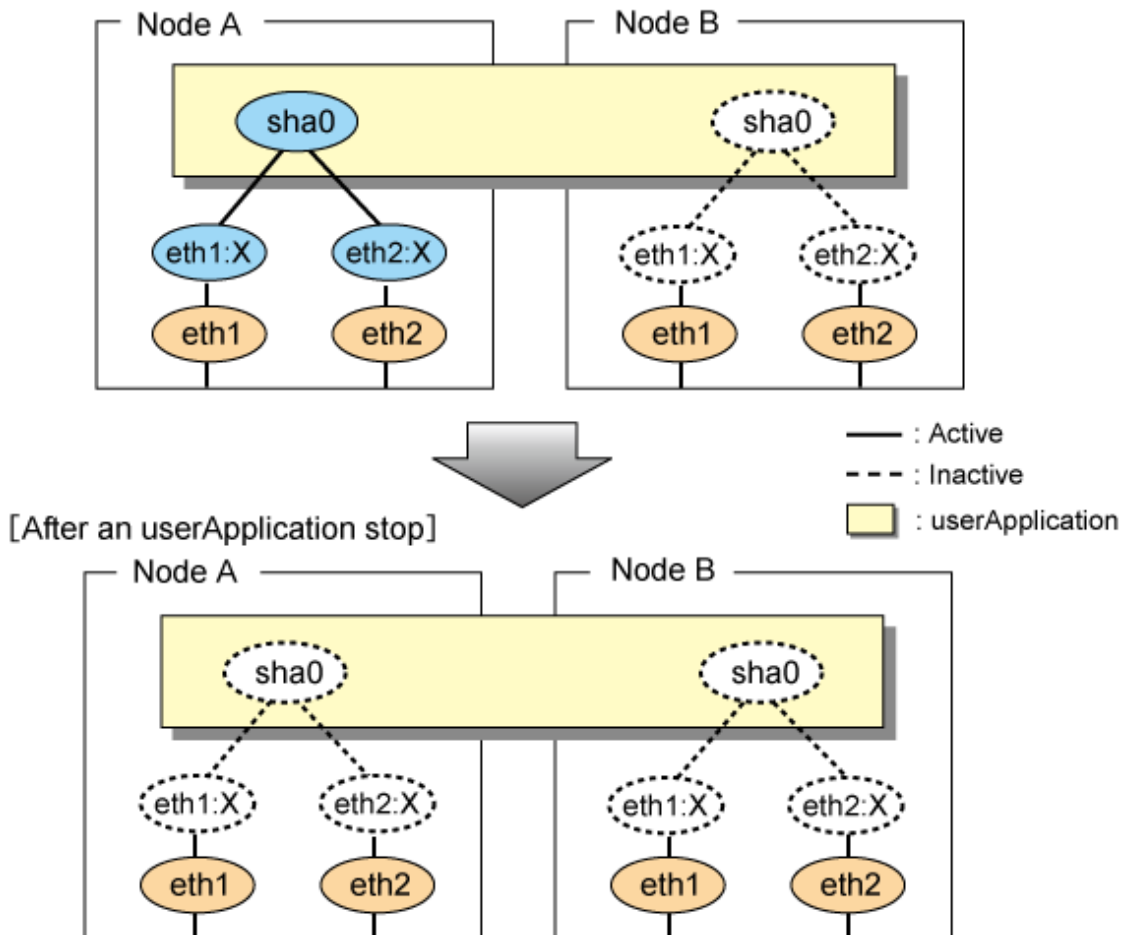 Node A
Node B
sha0
sha0
eth1:X
eth2:X
eth1:X
eth2:X
eth1
eth2
eth1
eth2
: Active
: Inactive
: userApplication
[After an userApplication stop]
Node A
Node B
sha0
sha0
eth1:X
eth2:X
eth1:X
eth2:X
eth1
eth2
eth1
eth2